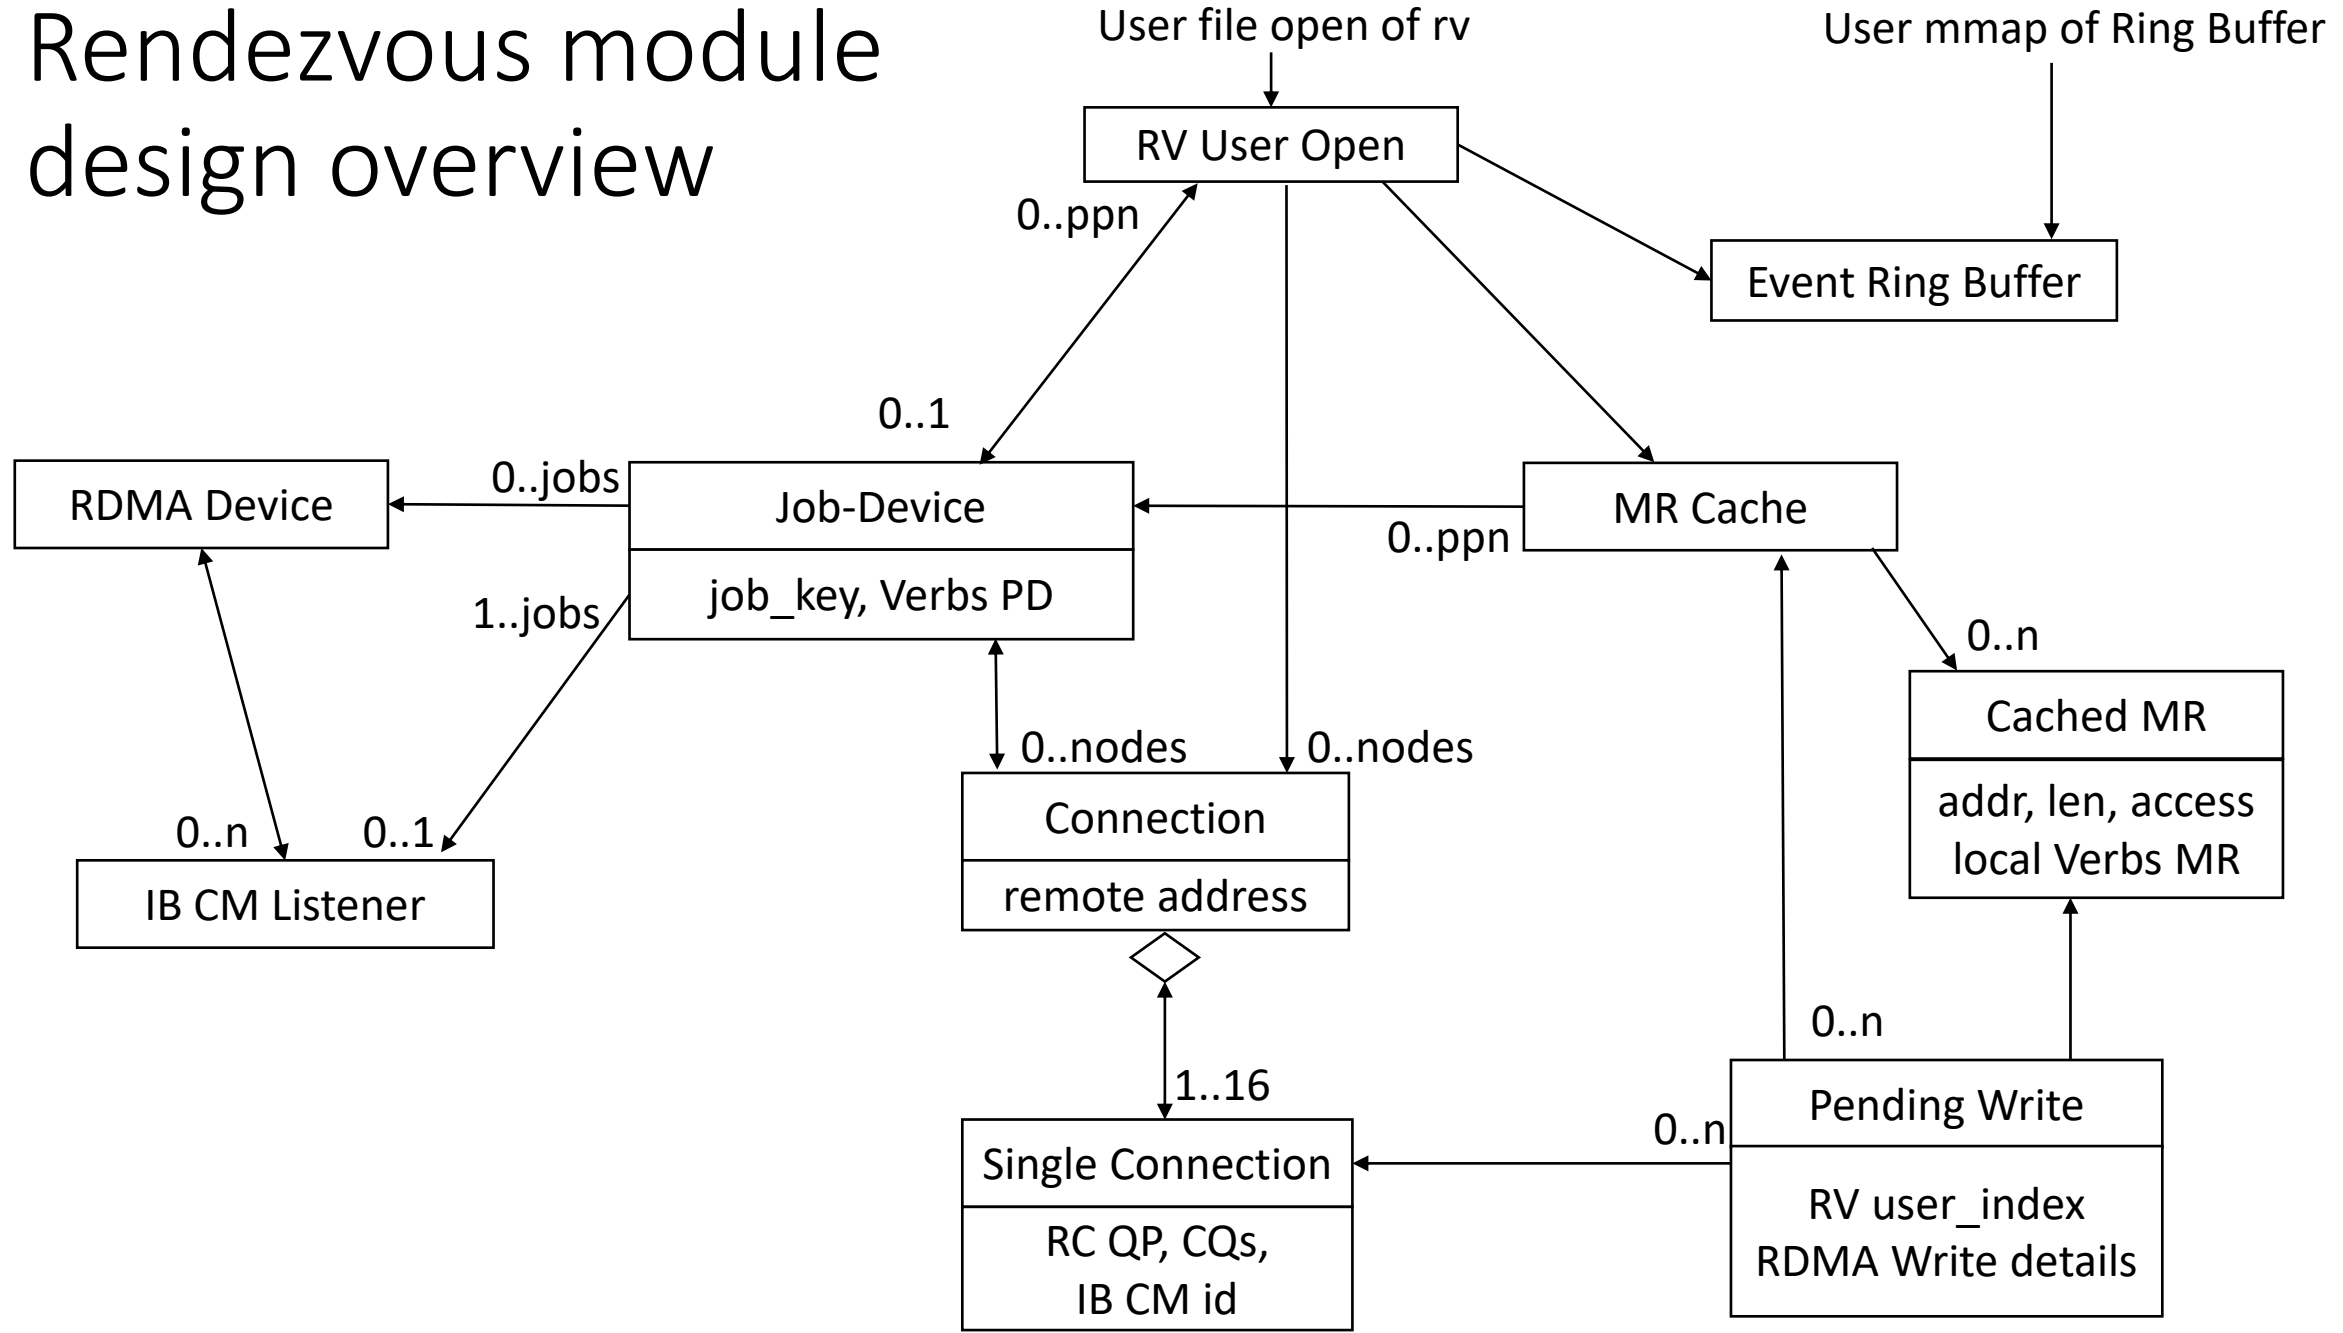 Rendezvous module
design overview
User file open of rv
User mmap of Ring Buffer
RV User Open
0..ppn
Event Ring Buffer
0..1
RDMA Device
0..jobs
Job-Device
job_key, Verbs PD
MR Cache
0..ppn
1..jobs
0..n
Cached MR
addr, len, access
local Verbs MR
0..nodes
0..nodes
0..n
0..1
IB CM Listener
Connection
remote address
1..16
0..n
Single Connection
RC QP, CQs,
IB CM id
0..n
Pending Write
RV user_index
RDMA Write details